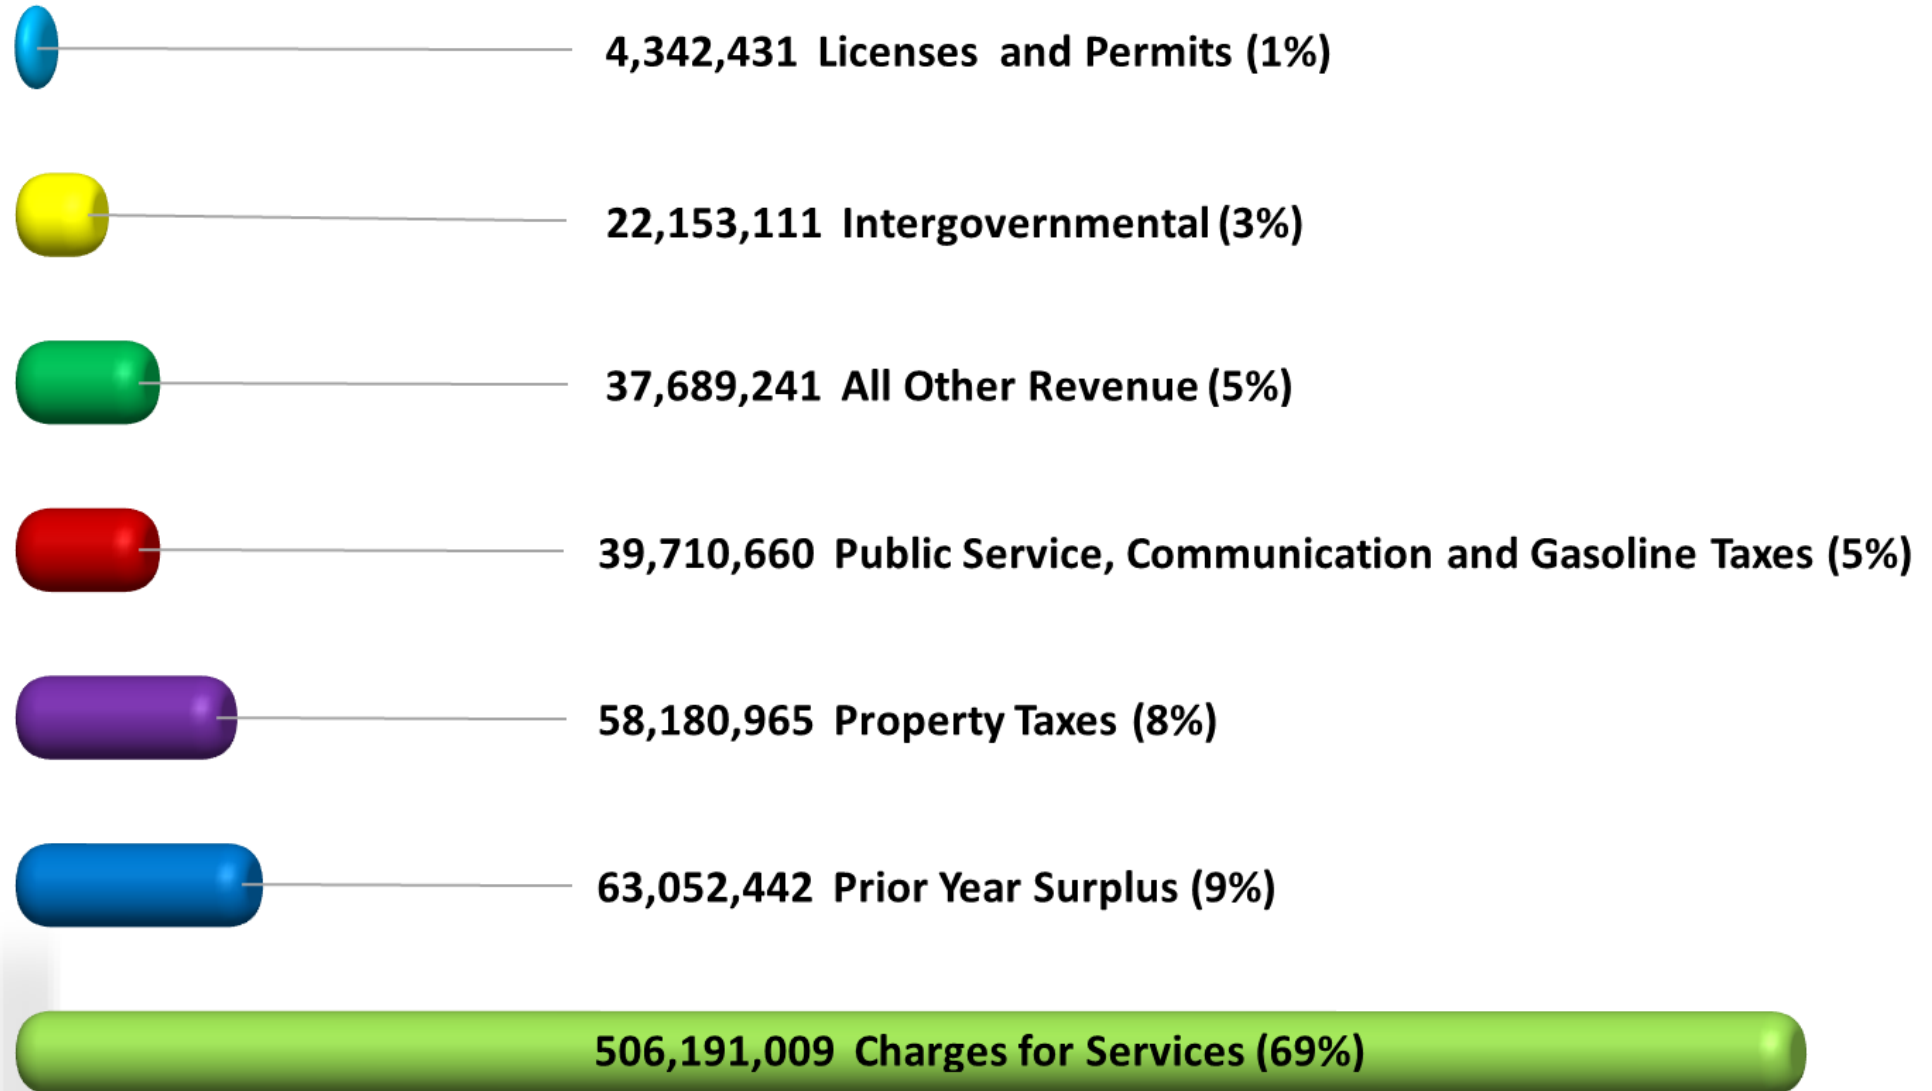 4,342,431 Licenses and Permits (1%)
22,153,111 Intergovernmental (3%)
37,689,241 All Other Revenue (5%)
39,710,660 Public Service, Communication and Gasoline Taxes (5%)
58,180,965 Property Taxes (8%)
63,052,442 Prior Year Surplus (9%)
506,191,009 Charges for Services (69%)